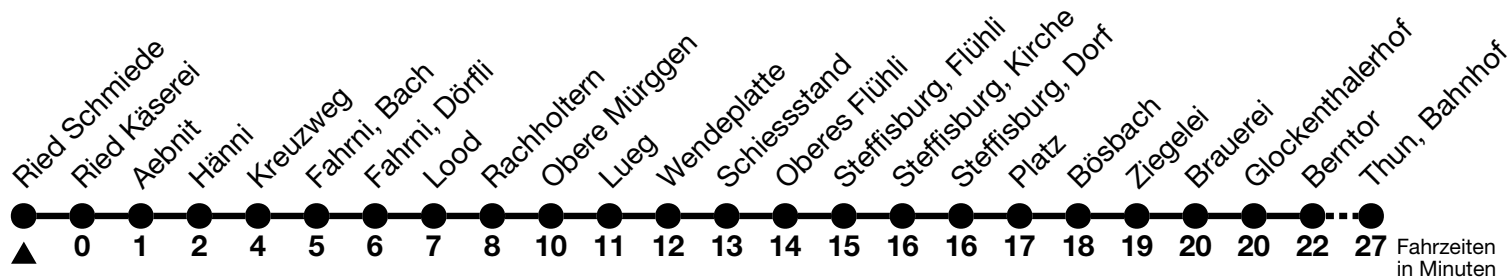 Ried Schmiede
Ried Käserei
Aebnit
Hänni
Kreuzweg
Fahrni, Bach
Fahrni, Dörfli
Lood
Rachholtern
Obere Mürggen
Lueg
Wendeplatte
Schiessstand
Oberes Flühli
Steffisburg, Flühli
Steffisburg, Kirche
Steffisburg, Dorf
Platz
Bösbach
Ziegelei
Brauerei
Glockenthalerhof
Berntor
Thun, Bahnhof
0 1 2 4 5 6 7 8 10 11 12 13 14 15 16 16 17 18 19 20 20 22 27
Fahrzeiten
in Minuten